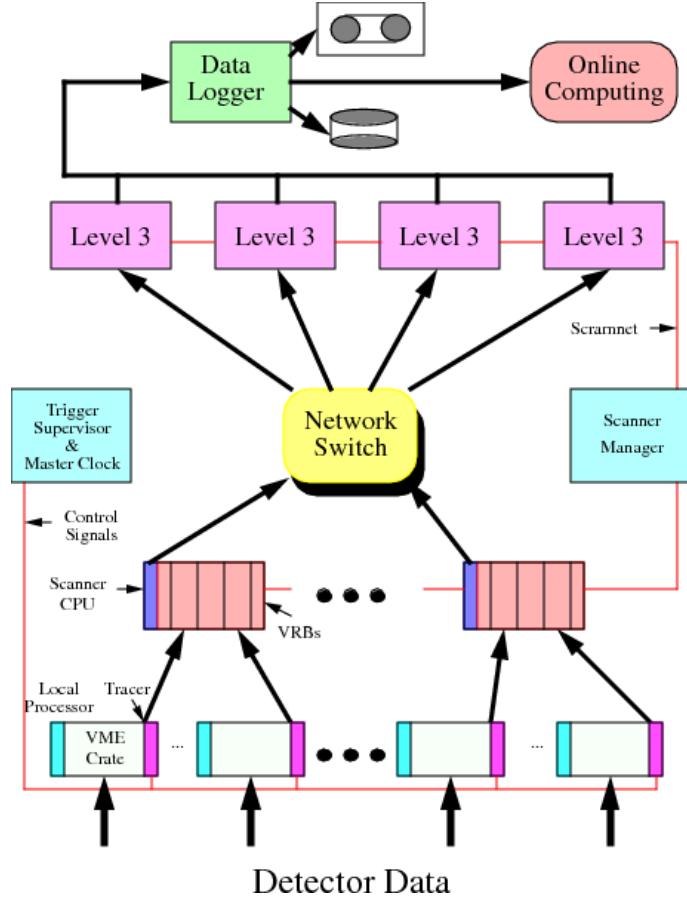 Data
Logger
Online
Computing
Level 3
Level 3
Level 3
Level 3
Scramnet
Trigger
Supervisor
&
Master Clock
Network
Switch
Scanner
Manager
Control
Signals
Scanner
CPU
VRBs
Local
Processor
Tracer
VME
Crate
...
...
Detector Data